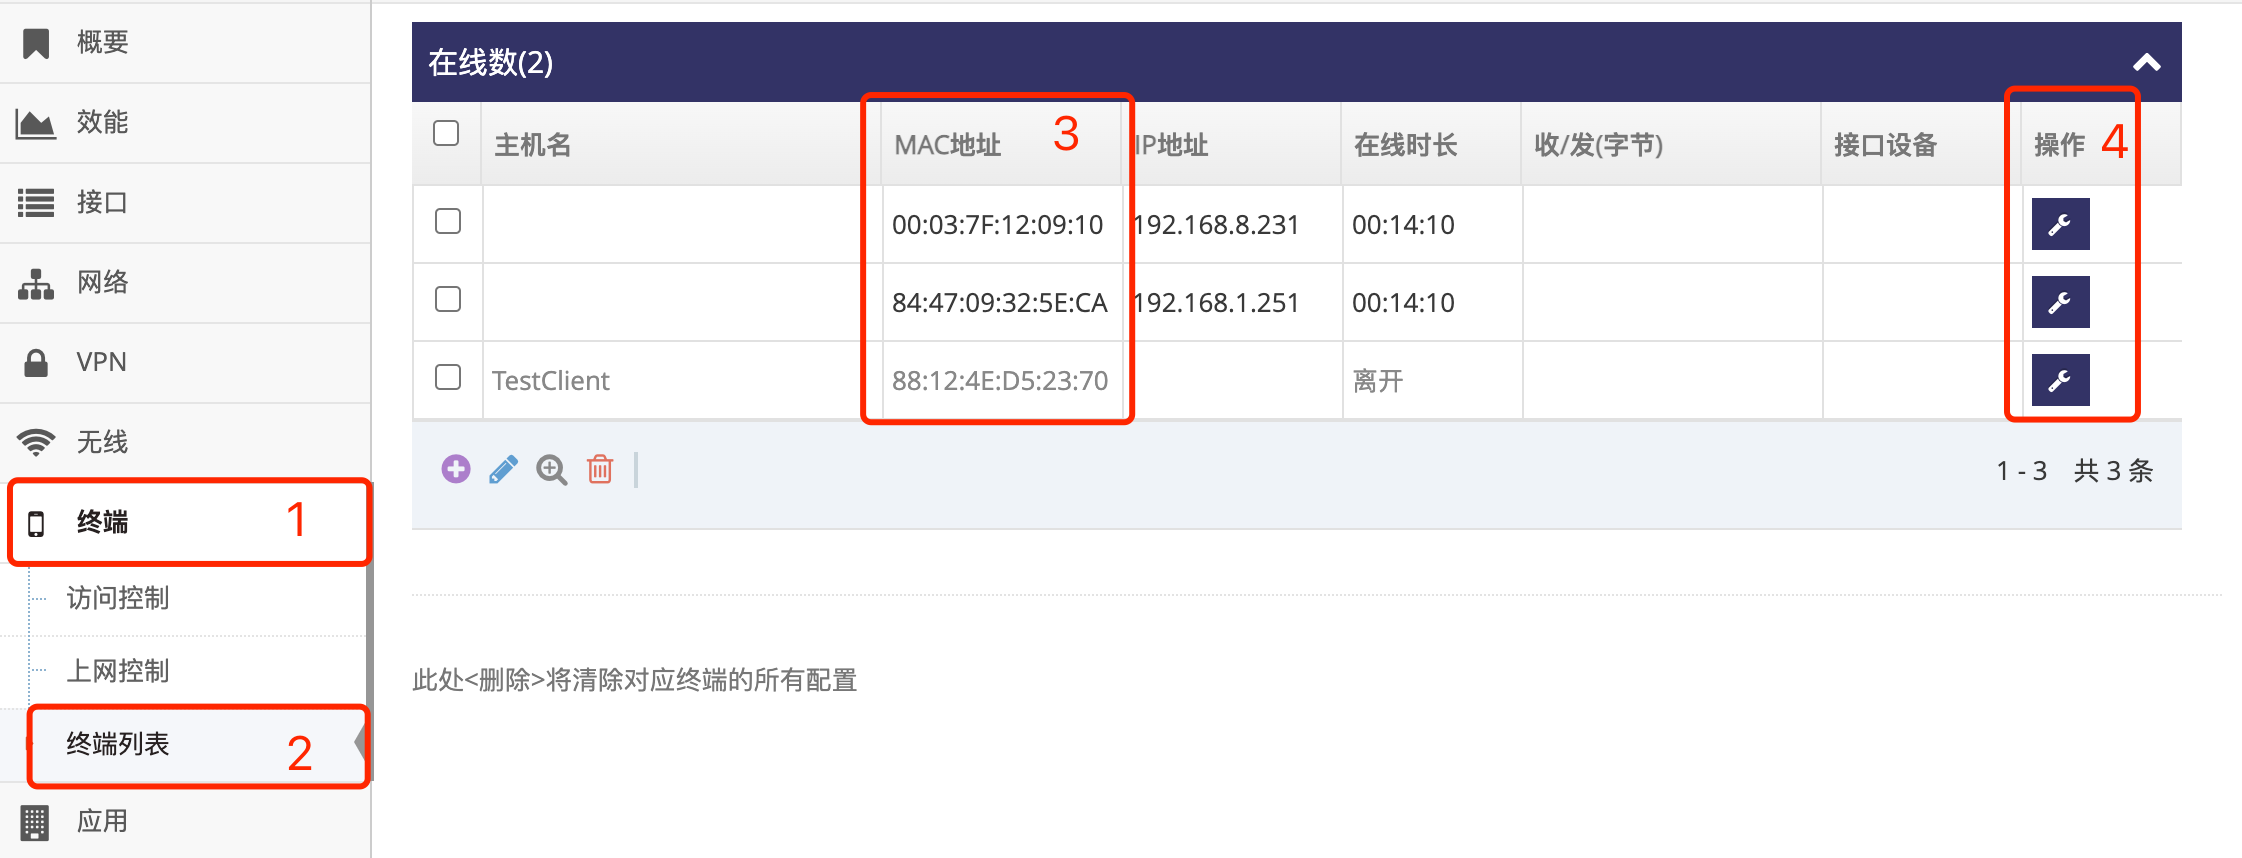 概要
效能
接口
网络
VPN
无线
终端 1
访问控制
上网控制
终端列表 2
应用
在线数(2)
主机名 MAC地址 3 IP地址 在线时长 收/发(字节) 接口设备 操作 4
00:03:7F:12:09:10 192.168.8.231 00:14:10
84:47:09:32:5E:CA 192.168.1.251 00:14:10
TestClient 88:12:4E:D5:23:70 离开
1 - 3 共 3 条
此处<删除>将清除对应终端的所有配置